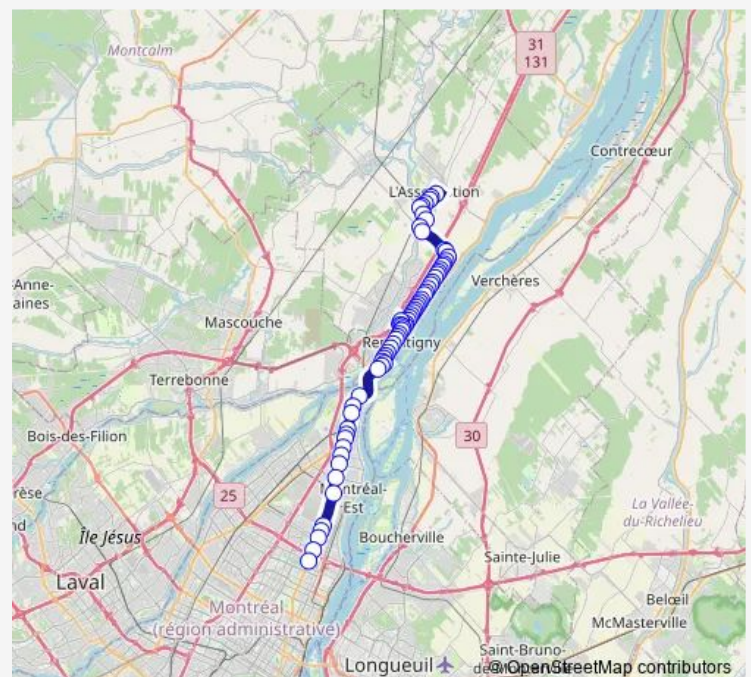 Montcalm
31
131
Contrecœur
L'Ass
tion
-Anne-
aines
Verchères
Mascouche
Rep
tigny
Terrebonne
30
Bois-des-Filion
rèse
nd
25
Montréal-
Est
La Vallée-
du-Richelieu
Île Jésus
Boucherville
Sainte-Julie
Laval
Belœil
Montréal
(région administrative)
McMasterville
Saint-Bruno-
Longueuil
© OpenStreetMap contributors